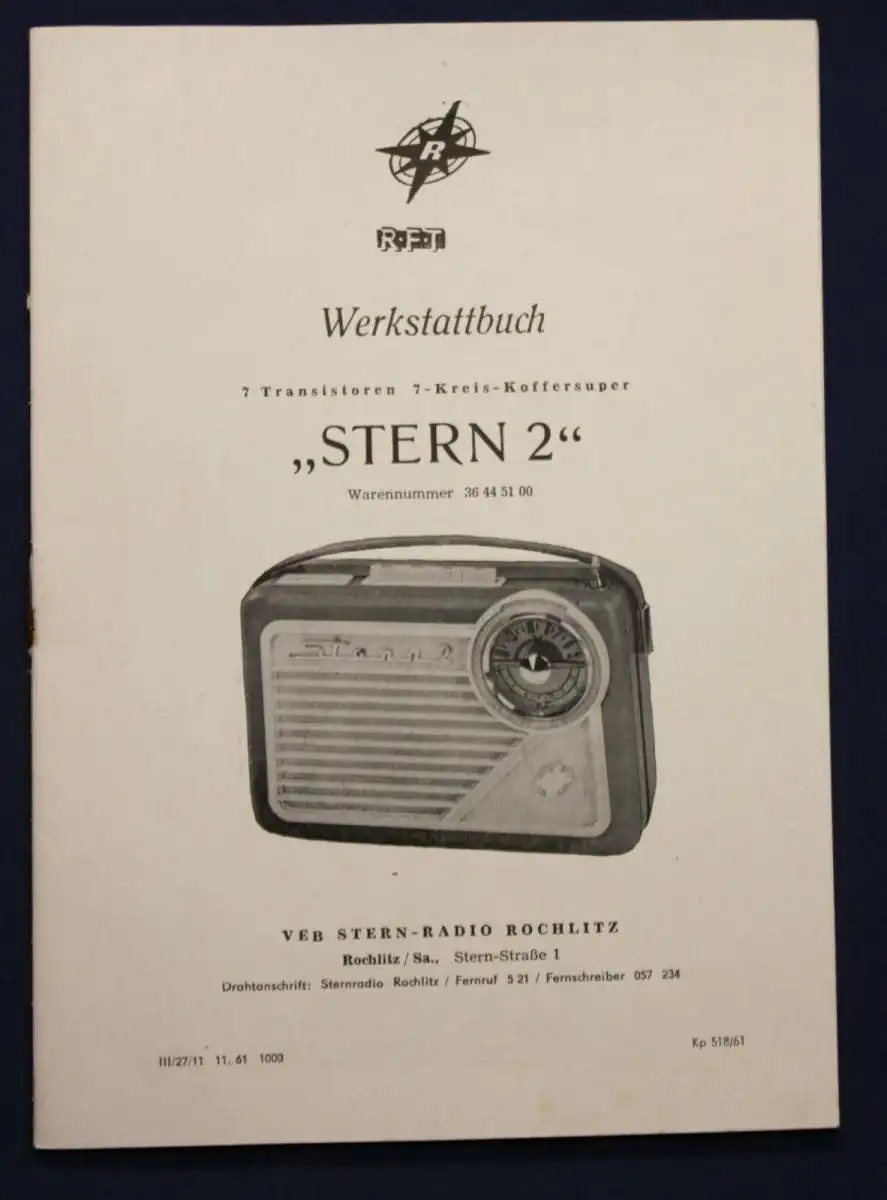 R
R·F·T
Werkstattbuch
7 Transistoren 7-Kreis-Koffersuper
„STERN 2“
Warennummer 36 44 51 00
VEB STERN-RADIO ROCHLITZ
Rochlitz / Sa., Stern-Straße 1
Drahtanschrift: Sternradio Rochlitz / Fernruf 5 21 / Fernschreiber 057 234
Kp 518/61
III/27/11 11. 61 1000